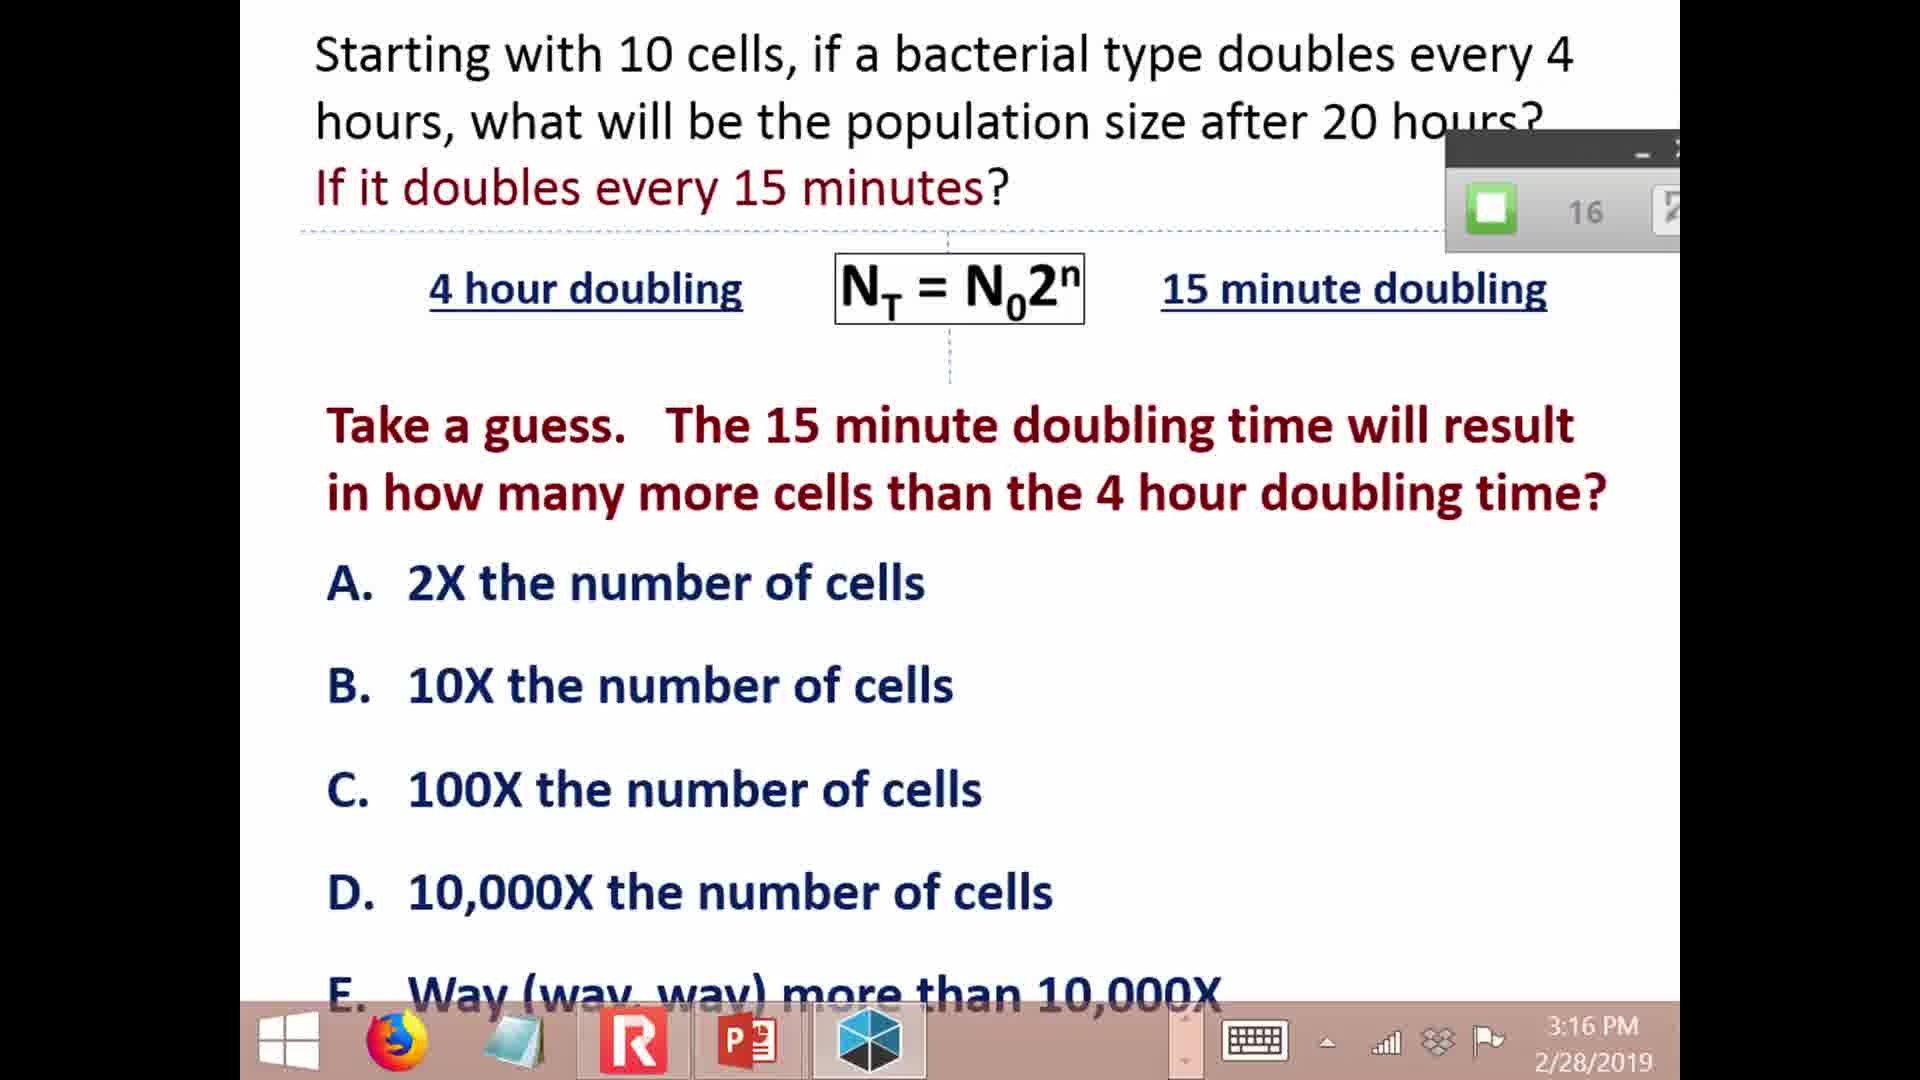 Starting with 10 cells, if a bacterial type doubles every 4
hours, what will be the population size after 20 hours?
If it doubles every 15 minutes?
16
4 hour doubling
N_T = N_0 2^n
15 minute doubling
Take a guess. The 15 minute doubling time will result
in how many more cells than the 4 hour doubling time?
A. 2X the number of cells
B. 10X the number of cells
C. 100X the number of cells
D. 10,000X the number of cells
E. Way (way, way) more than 10,000X
3:16 PM
2/28/2019